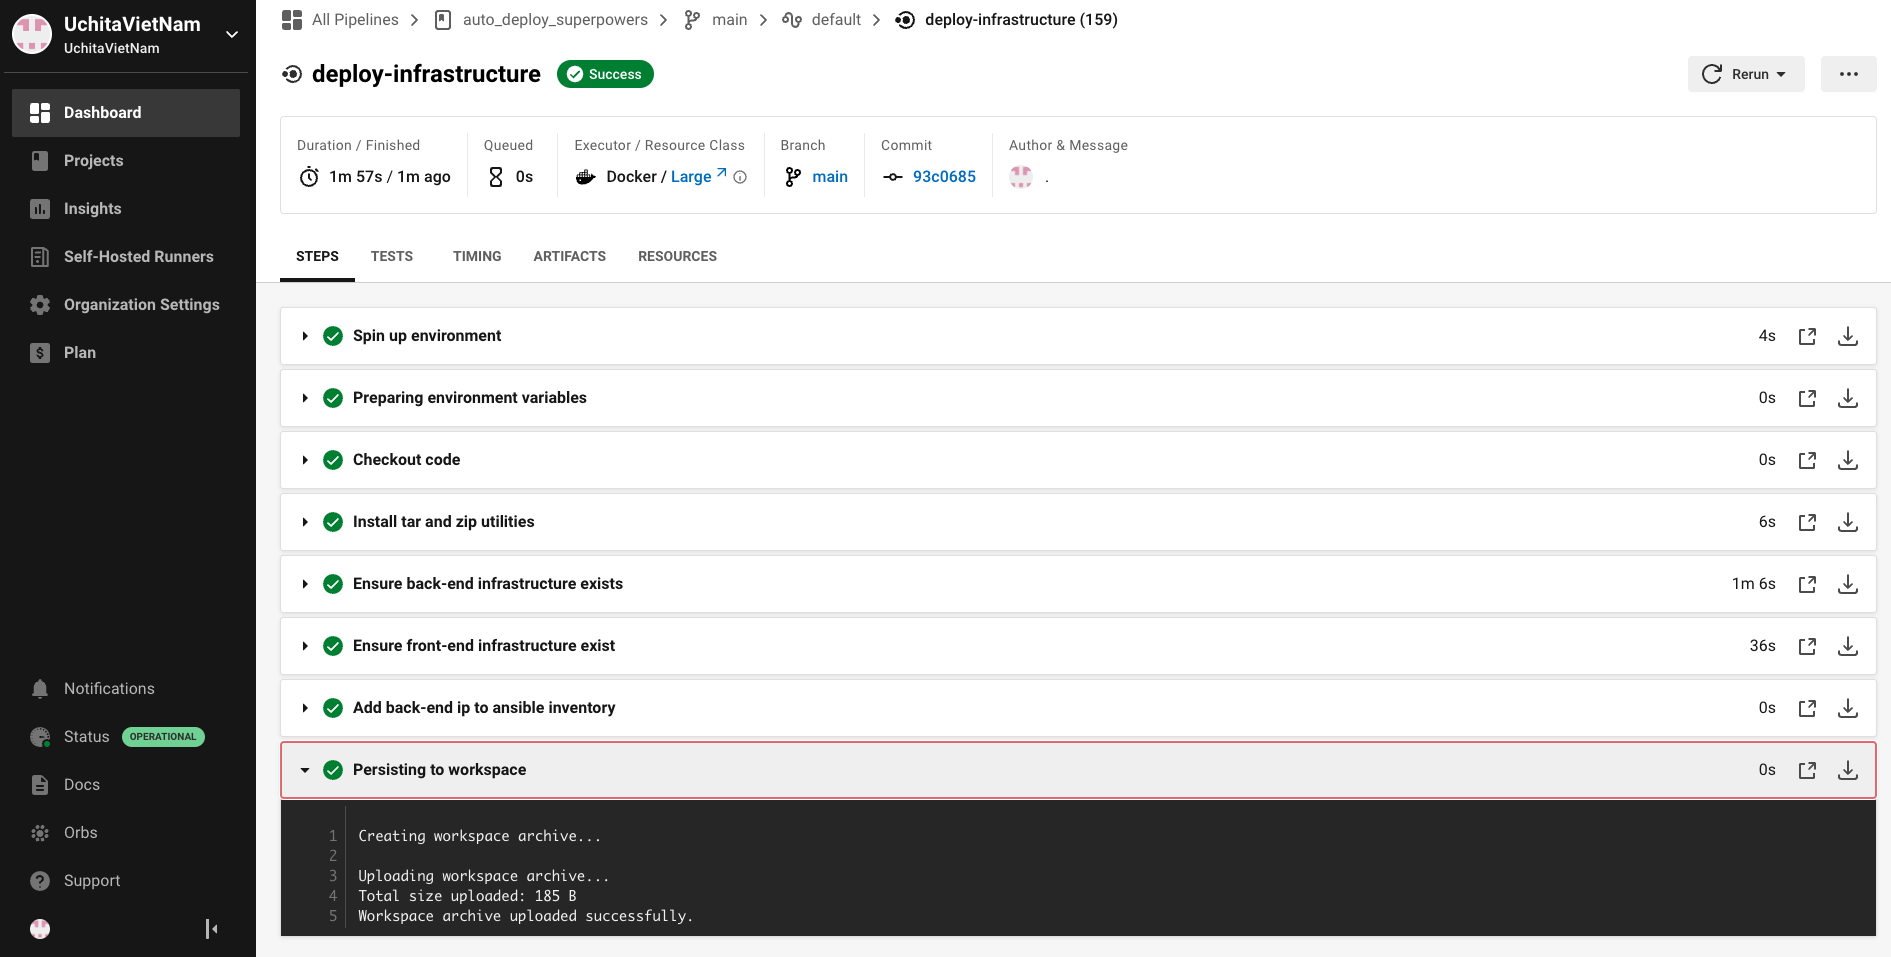 UchitaVietNam
UchitaVietNam
Dashboard
Projects
Insights
Self-Hosted Runners
Organization Settings
Plan
Notifications
Status OPERATIONAL
Docs
Orbs
Support
All Pipelines auto_deploy_superpowers main default deploy-infrastructure (159)
deploy-infrastructure Success
Rerun
Duration / Finished Queued Executor / Resource Class Branch Commit Author & Message
1m 57s / 1m ago 0s Docker / Large main 93c0685 .
STEPS TESTS TIMING ARTIFACTS RESOURCES
Spin up environment 4s
Preparing environment variables 0s
Checkout code 0s
Install tar and zip utilities 6s
Ensure back-end infrastructure exists 1m 6s
Ensure front-end infrastructure exist 36s
Add back-end ip to ansible inventory 0s
Persisting to workspace 0s
1 Creating workspace archive...
2
3 Uploading workspace archive...
4 Total size uploaded: 185 B
5 Workspace archive uploaded successfully.